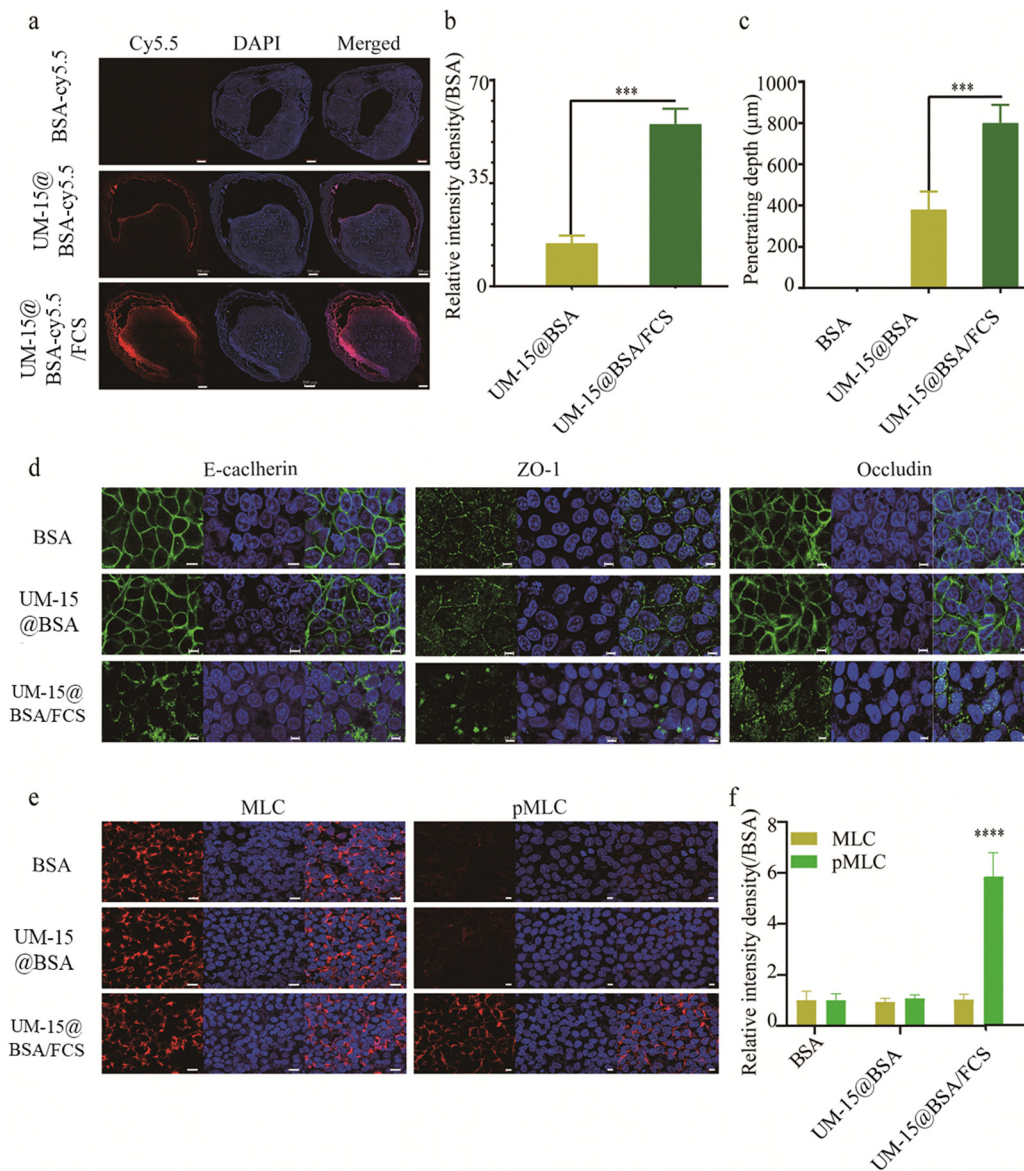 a
Cy5.5
DAPI
Merged
BSA-cy5.5
UM-15@
BSA-cy5.5
UM-15@
BSA-cy5.5
/FCS
b
Relative intensity density(/BSA)
70
35
0
***
UM-15@BSA
UM-15@BSA/FCS
c
Penetrating depth (μm)
1000
800
600
400
200
0
***
BSA
UM-15@BSA
UM-15@BSA/FCS
d
E-caclherin
ZO-1
Occludin
BSA
UM-15
@BSA
UM-15@
BSA/FCS
e
MLC
pMLC
BSA
UM-15
@BSA
UM-15@
BSA/FCS
f
Relative intensity density(/BSA)
8
6
4
2
0
MLC
pMLC
****
BSA
UM-15@BSA
UM-15@BSA/FCS